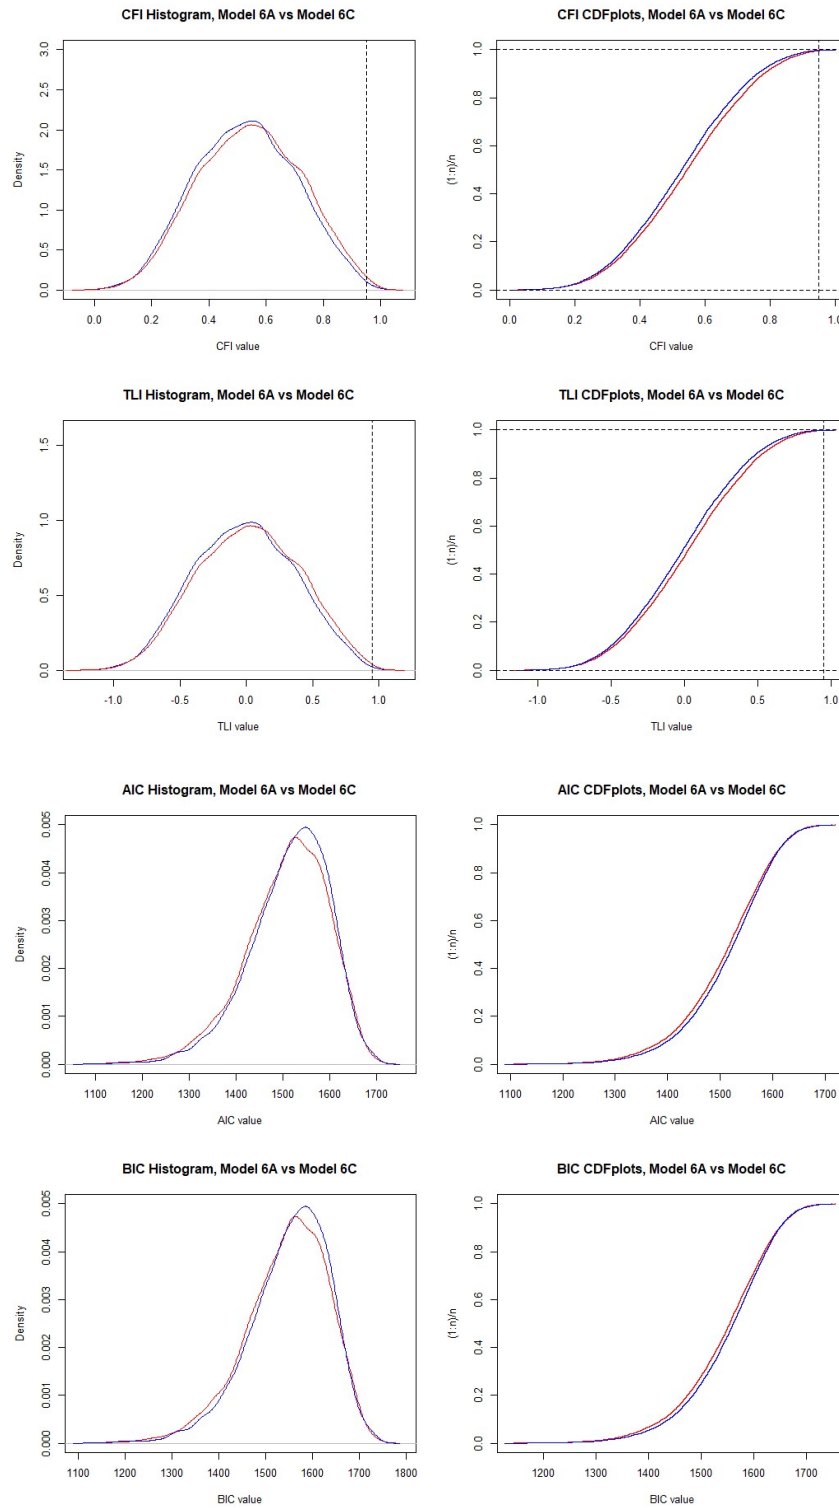 CFI Histogram, Model 6A vs Model 6C
Density
0.0 0.5 1.0 1.5 2.0 2.5 3.0
0.0 0.2 0.4 0.6 0.8 1.0
CFI value
CFI CDFplots, Model 6A vs Model 6C
(1:n)/n
0.0 0.2 0.4 0.6 0.8 1.0
0.0 0.2 0.4 0.6 0.8 1.0
CFI value
TLI Histogram, Model 6A vs Model 6C
Density
0.0 0.5 1.0 1.5
-1.0 -0.5 0.0 0.5 1.0
TLI value
TLI CDFplots, Model 6A vs Model 6C
(1:n)/n
0.0 0.2 0.4 0.6 0.8 1.0
-1.0 -0.5 0.0 0.5 1.0
TLI value
AIC Histogram, Model 6A vs Model 6C
Density
0.000 0.001 0.002 0.003 0.004 0.005
1100 1200 1300 1400 1500 1600 1700
AIC value
AIC CDFplots, Model 6A vs Model 6C
(1:n)/n
0.0 0.2 0.4 0.6 0.8 1.0
1100 1200 1300 1400 1500 1600 1700
AIC value
BIC Histogram, Model 6A vs Model 6C
Density
0.000 0.001 0.002 0.003 0.004 0.005
1100 1200 1300 1400 1500 1600 1700 1800
BIC value
BIC CDFplots, Model 6A vs Model 6C
(1:n)/n
0.0 0.2 0.4 0.6 0.8 1.0
1200 1300 1400 1500 1600 1700
BIC value